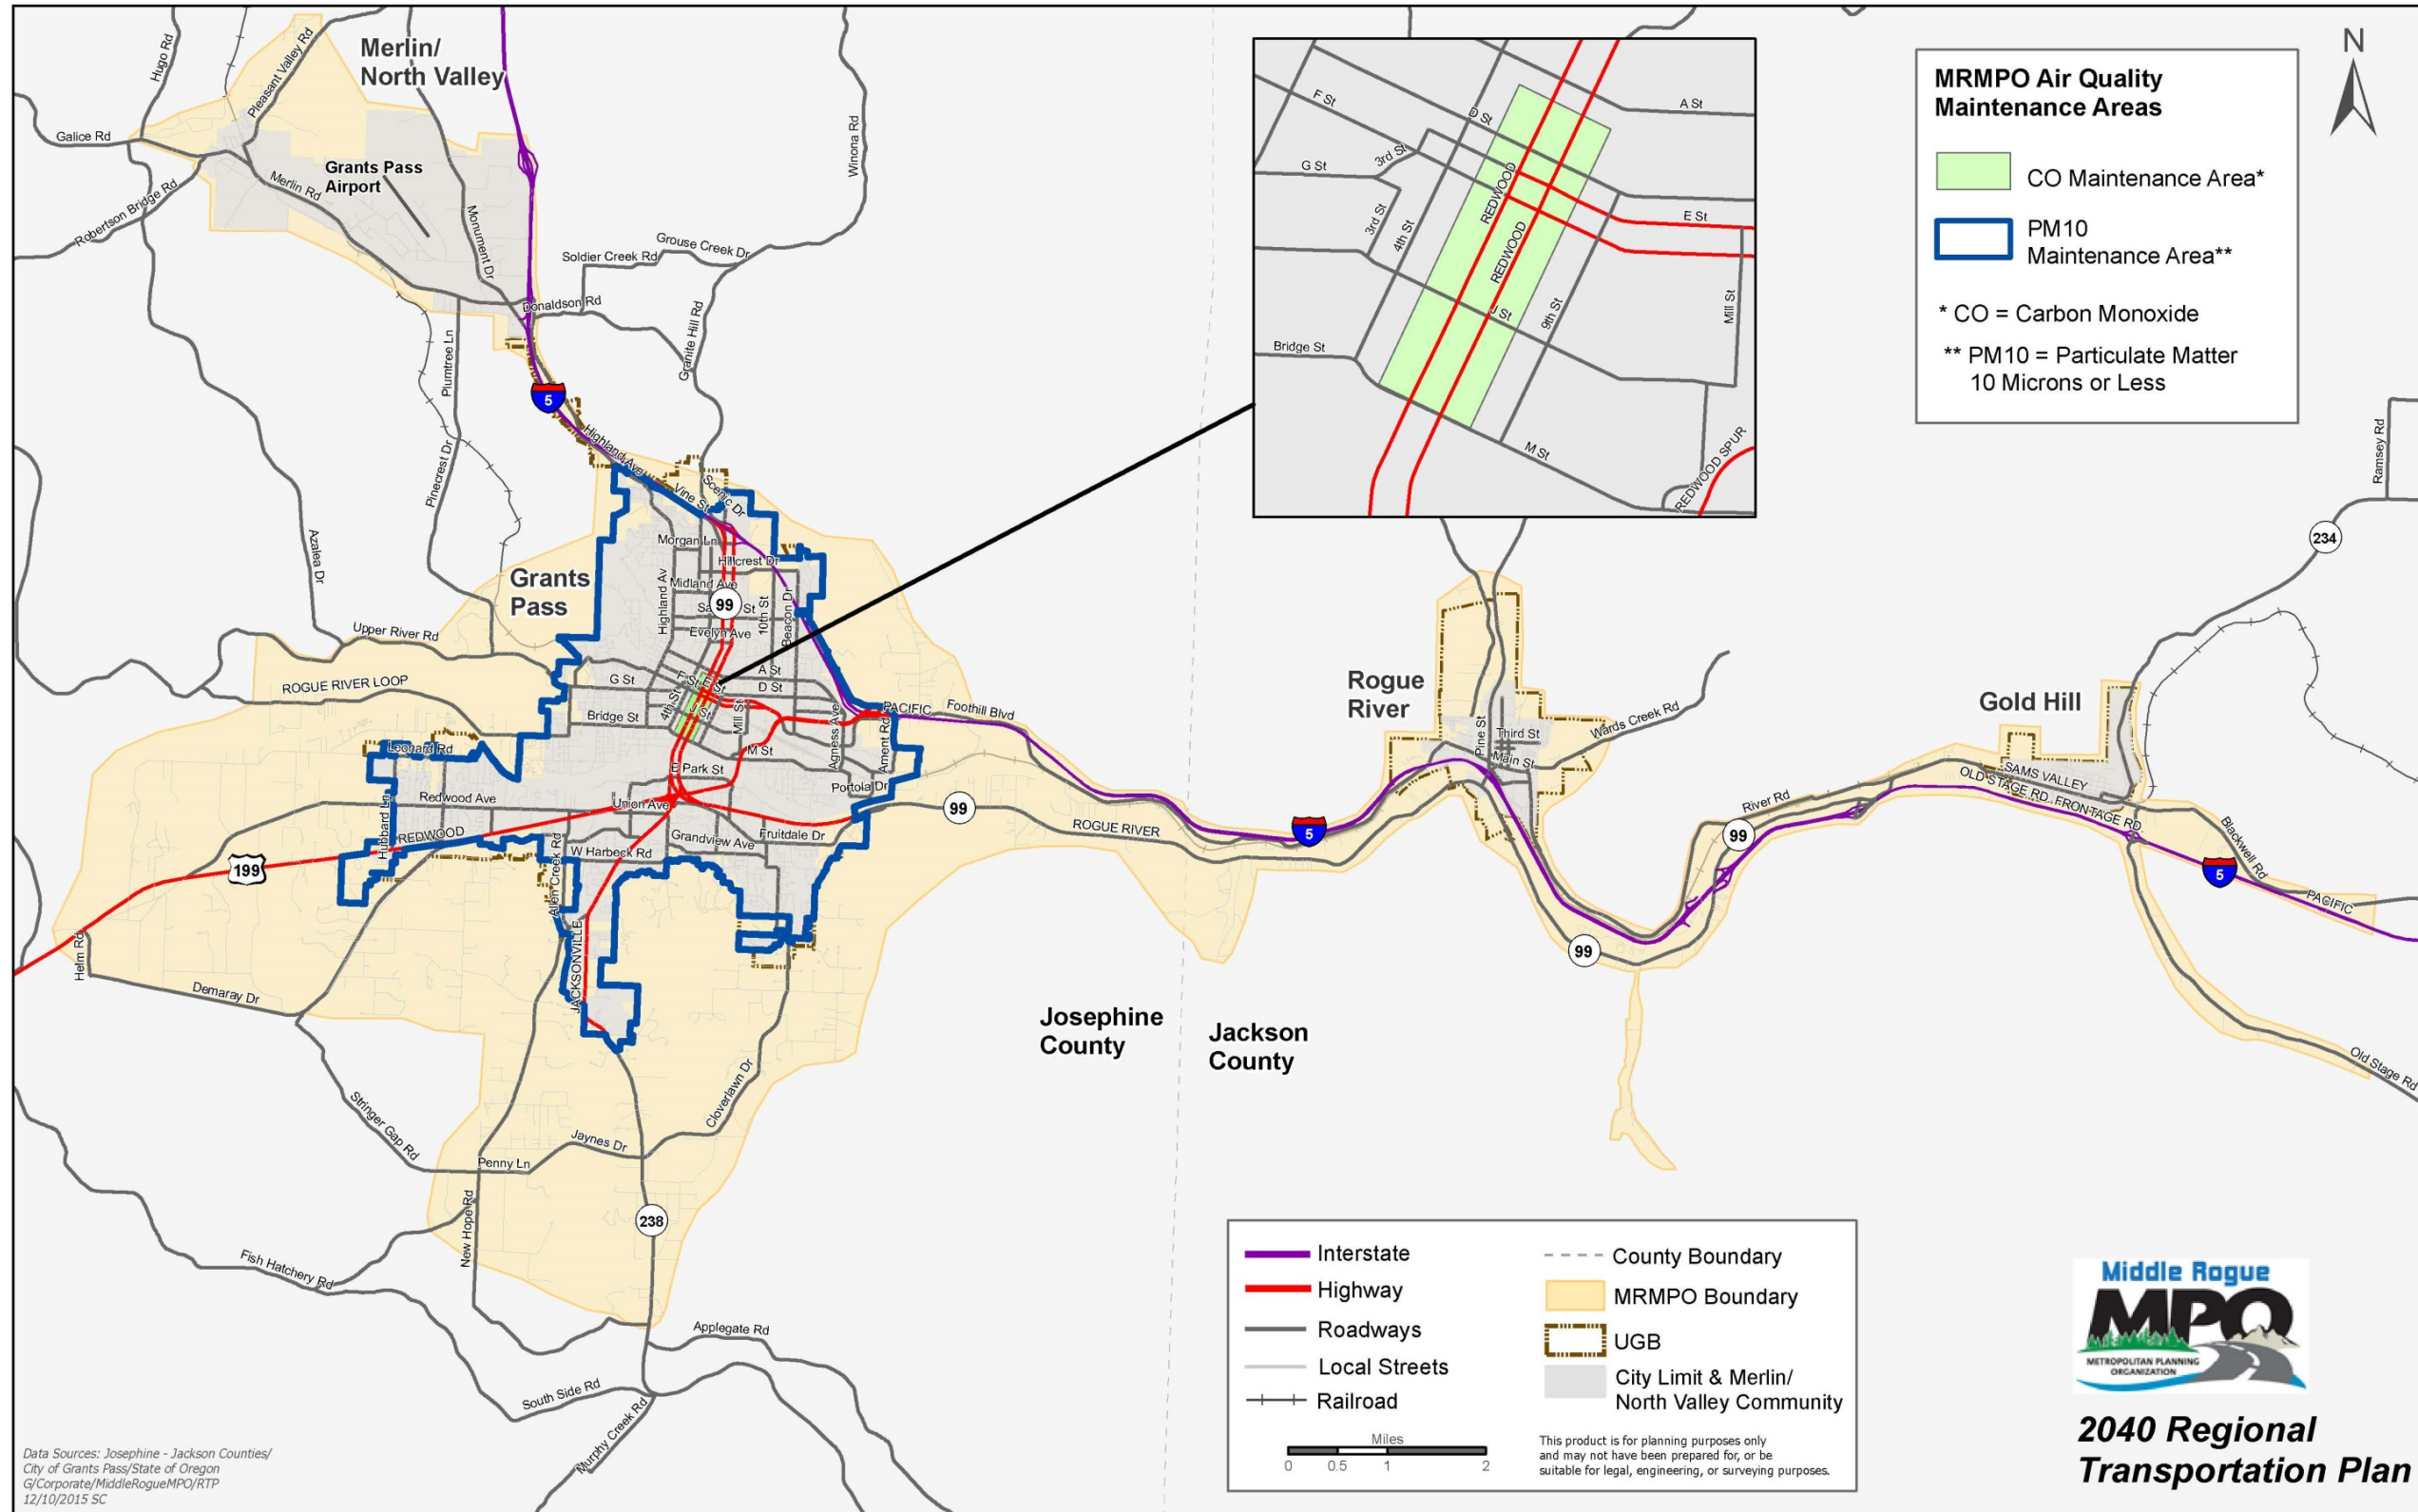 Merlin/
North Valley
Hugo Rd
Pleasant Valley Rd
Galice Rd
Grants Pass
Airport
Merlin Rd
Robertson Bridge Rd
Monument Dr
Winona Rd
Grouse Creek Dr
Soldier Creek Rd
Donaldson Rd
Granite Hill Rd
Plumtree Ln
Pinecrest Dr
5
Highland Ave
Vine St
Scenic Dr
Azalea Dr
Grants
Pass
Morgan Ln
Hillcrest Dr
Highland Av
Midland Ave
99
St
10th St
Beacon Dr
Evelyn Ave
Upper River Rd
ROGUE RIVER LOOP
G St
F St
E St
A St
D St
4th St
J St
Bridge St
Mill St
M St
Agness Ave
Ament Rd
PACIFIC
Foothill Blvd
Leonard Rd
E Park St
Portola Dr
Redwood Ave
Union Ave
99
Hubbard Ln
REDWOOD
Grandview Ave
Fruitdale Dr
ROGUE RIVER
5
W Harbeck Rd
Allen Creek Rd
199
JACKSONVILLE
Helm Rd
Demaray Dr
Stringer Gap Rd
Jaynes Dr
Cloverlawn Dr
Penny Ln
New Hope Rd
238
Fish Hatchery Rd
Applegate Rd
South Side Rd
Murphy Creek Rd
Josephine
County
Jackson
County
F St
D St
A St
G St
3rd St
3rd St
4th St
REDWOOD
REDWOOD
E St
J St
9th St
Mill St
Bridge St
M St
REDWOOD SPUR
Rogue
River
Pine St
Third St
Main St
Wards Creek Rd
Gold Hill
SAMS VALLEY
OLD STAGE RD. FRONTAGE RD.
River Rd
99
99
Blackwell Rd
5
PACIFIC
Old Stage Rd
234
Ramsey Rd
N
MRMPO Air Quality
Maintenance Areas
CO Maintenance Area*
PM10
Maintenance Area**
* CO = Carbon Monoxide
** PM10 = Particulate Matter
10 Microns or Less
Interstate
Highway
Roadways
Local Streets
Railroad
County Boundary
MRMPO Boundary
UGB
City Limit & Merlin/
North Valley Community
Miles
0 0.5 1 2
This product is for planning purposes only
and may not have been prepared for, or be
suitable for legal, engineering, or surveying purposes.
Middle Rogue
MPO
METROPOLITAN PLANNING
ORGANIZATION
2040 Regional
Transportation Plan
Data Sources: Josephine - Jackson Counties/
City of Grants Pass/State of Oregon
G/Corporate/MiddleRogueMPO/RTP
12/10/2015 SC